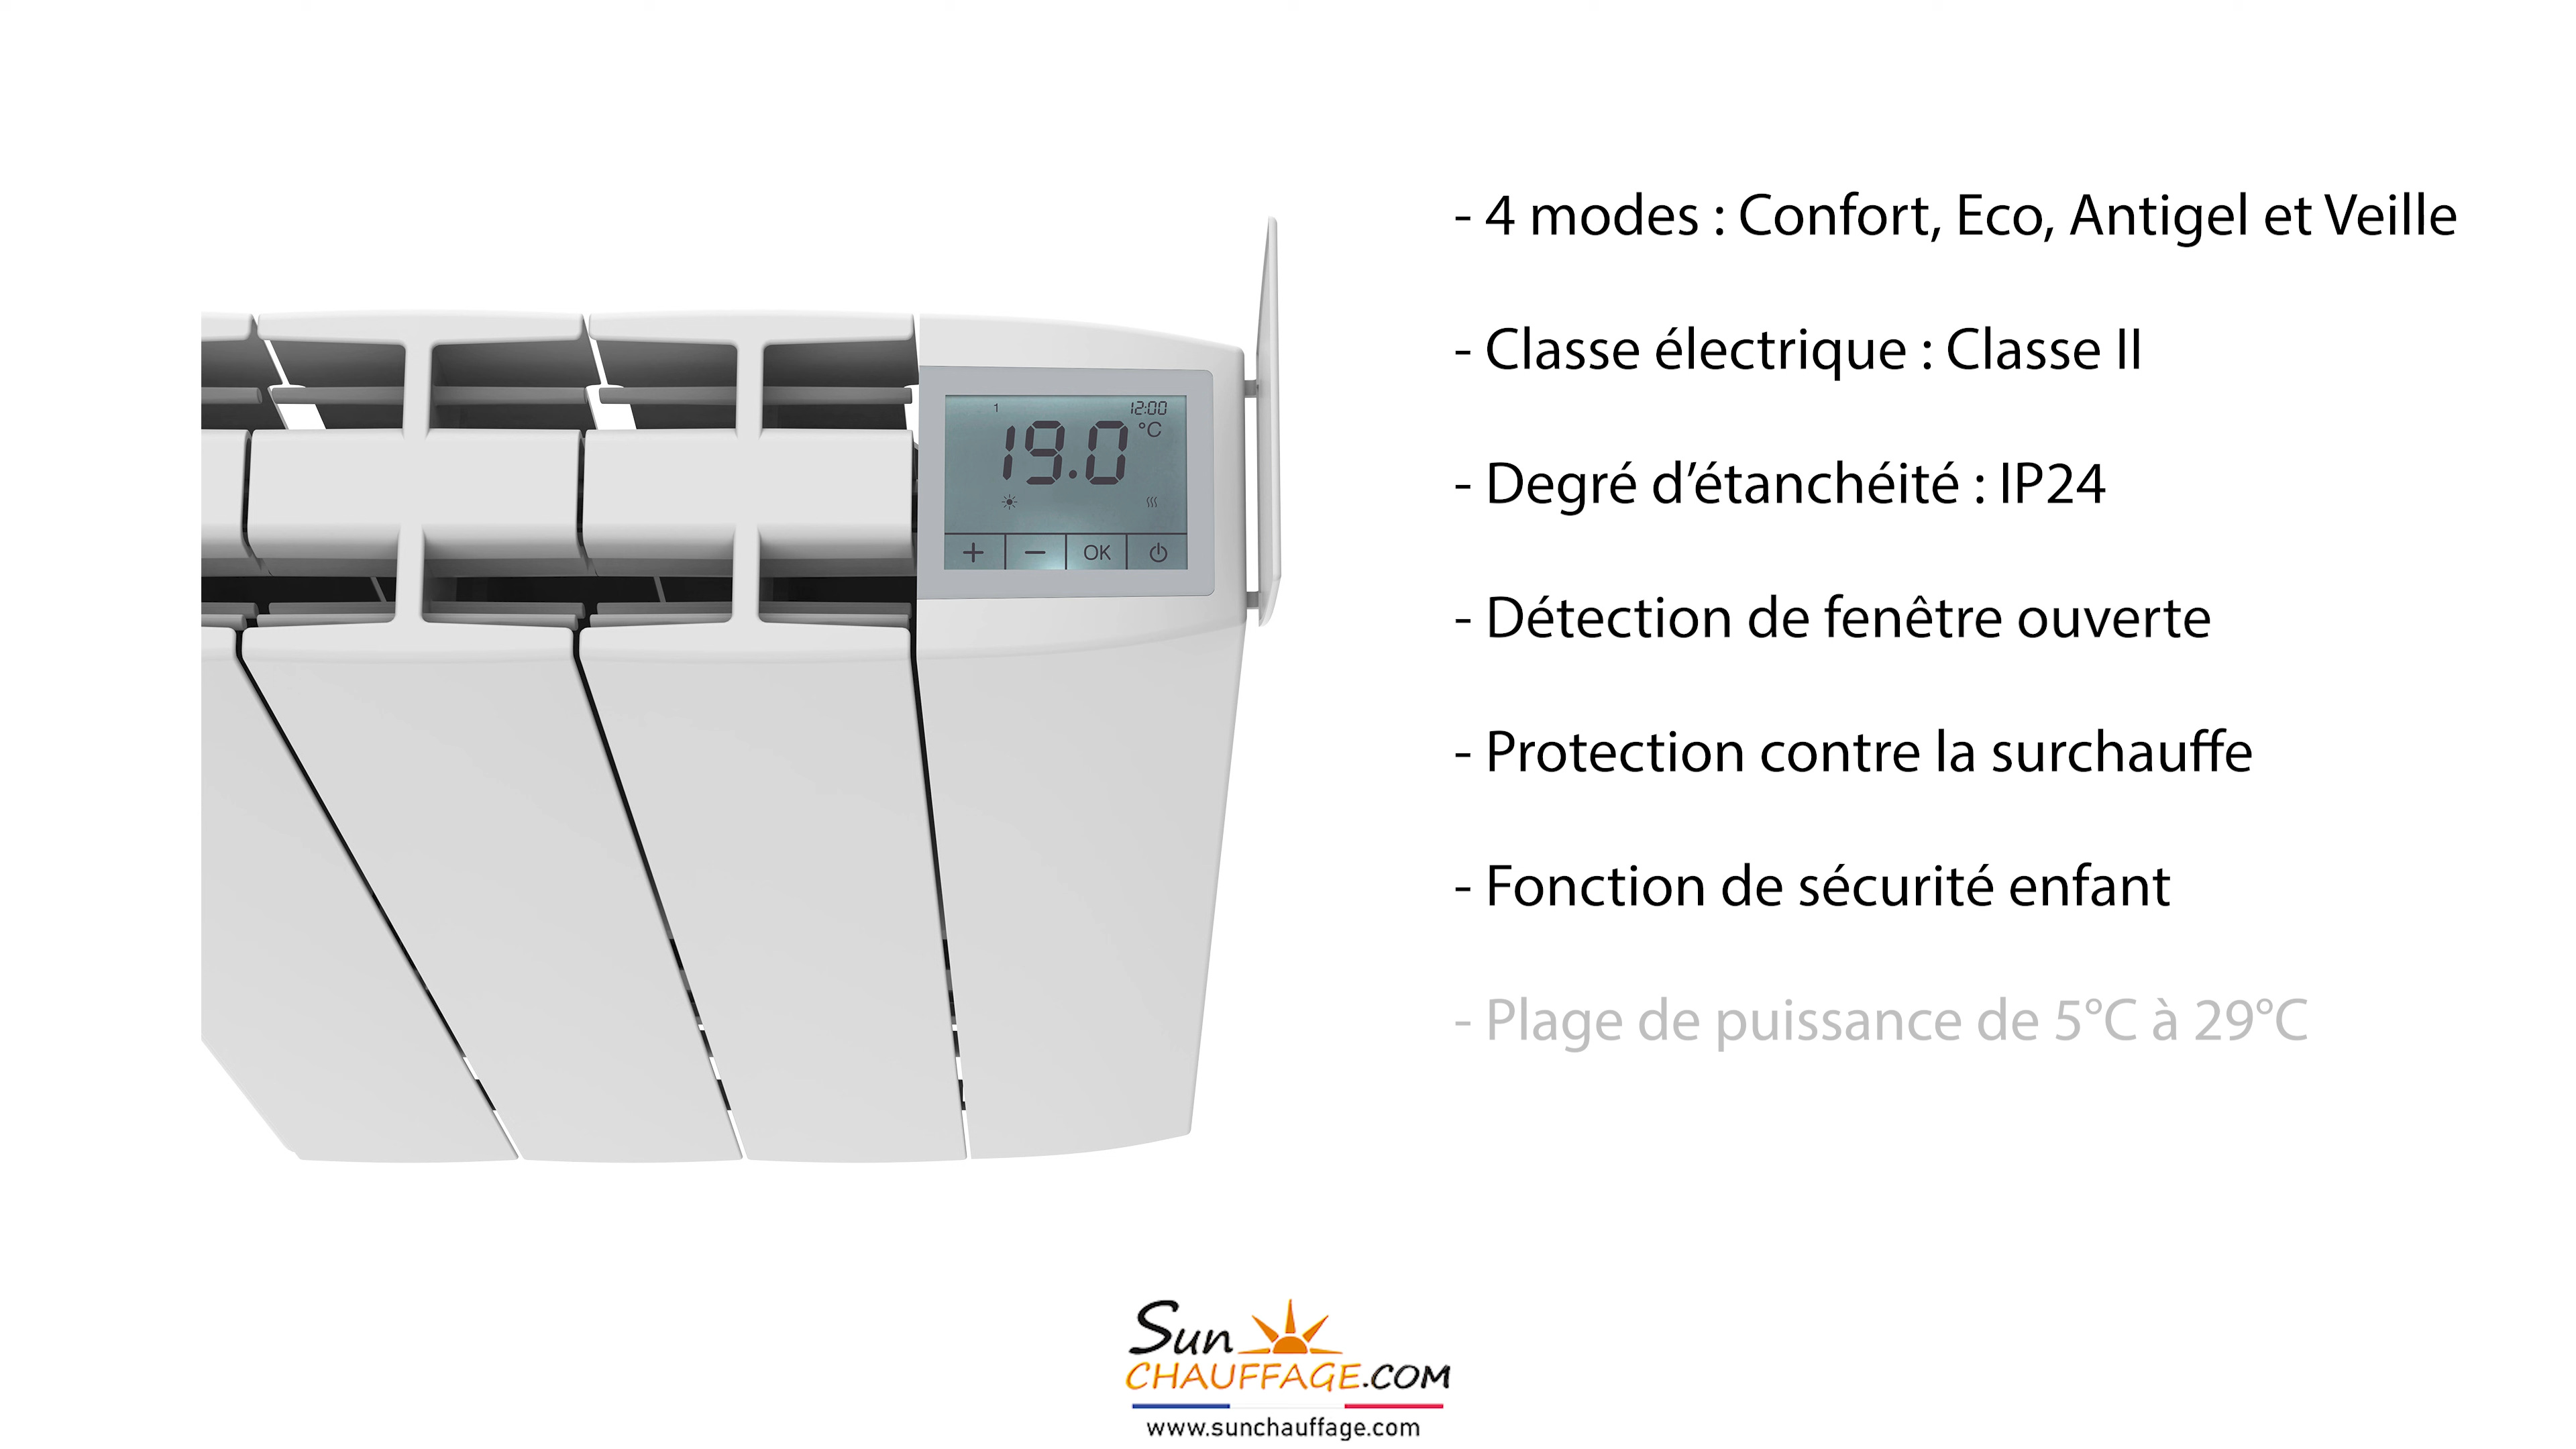 - 4 modes : Confort, Eco, Antigel et Veille
- Classe électrique : Classe II
- Degré d’étanchéité : IP24
- Détection de fenêtre ouverte
- Protection contre la surchauffe
- Fonction de sécurité enfant
- Plage de puissance de 5°C à 29°C
1 12:00
19.0 °C
+ − OK
Sun
CHAUFFAGE.COM
www.sunchauffage.com